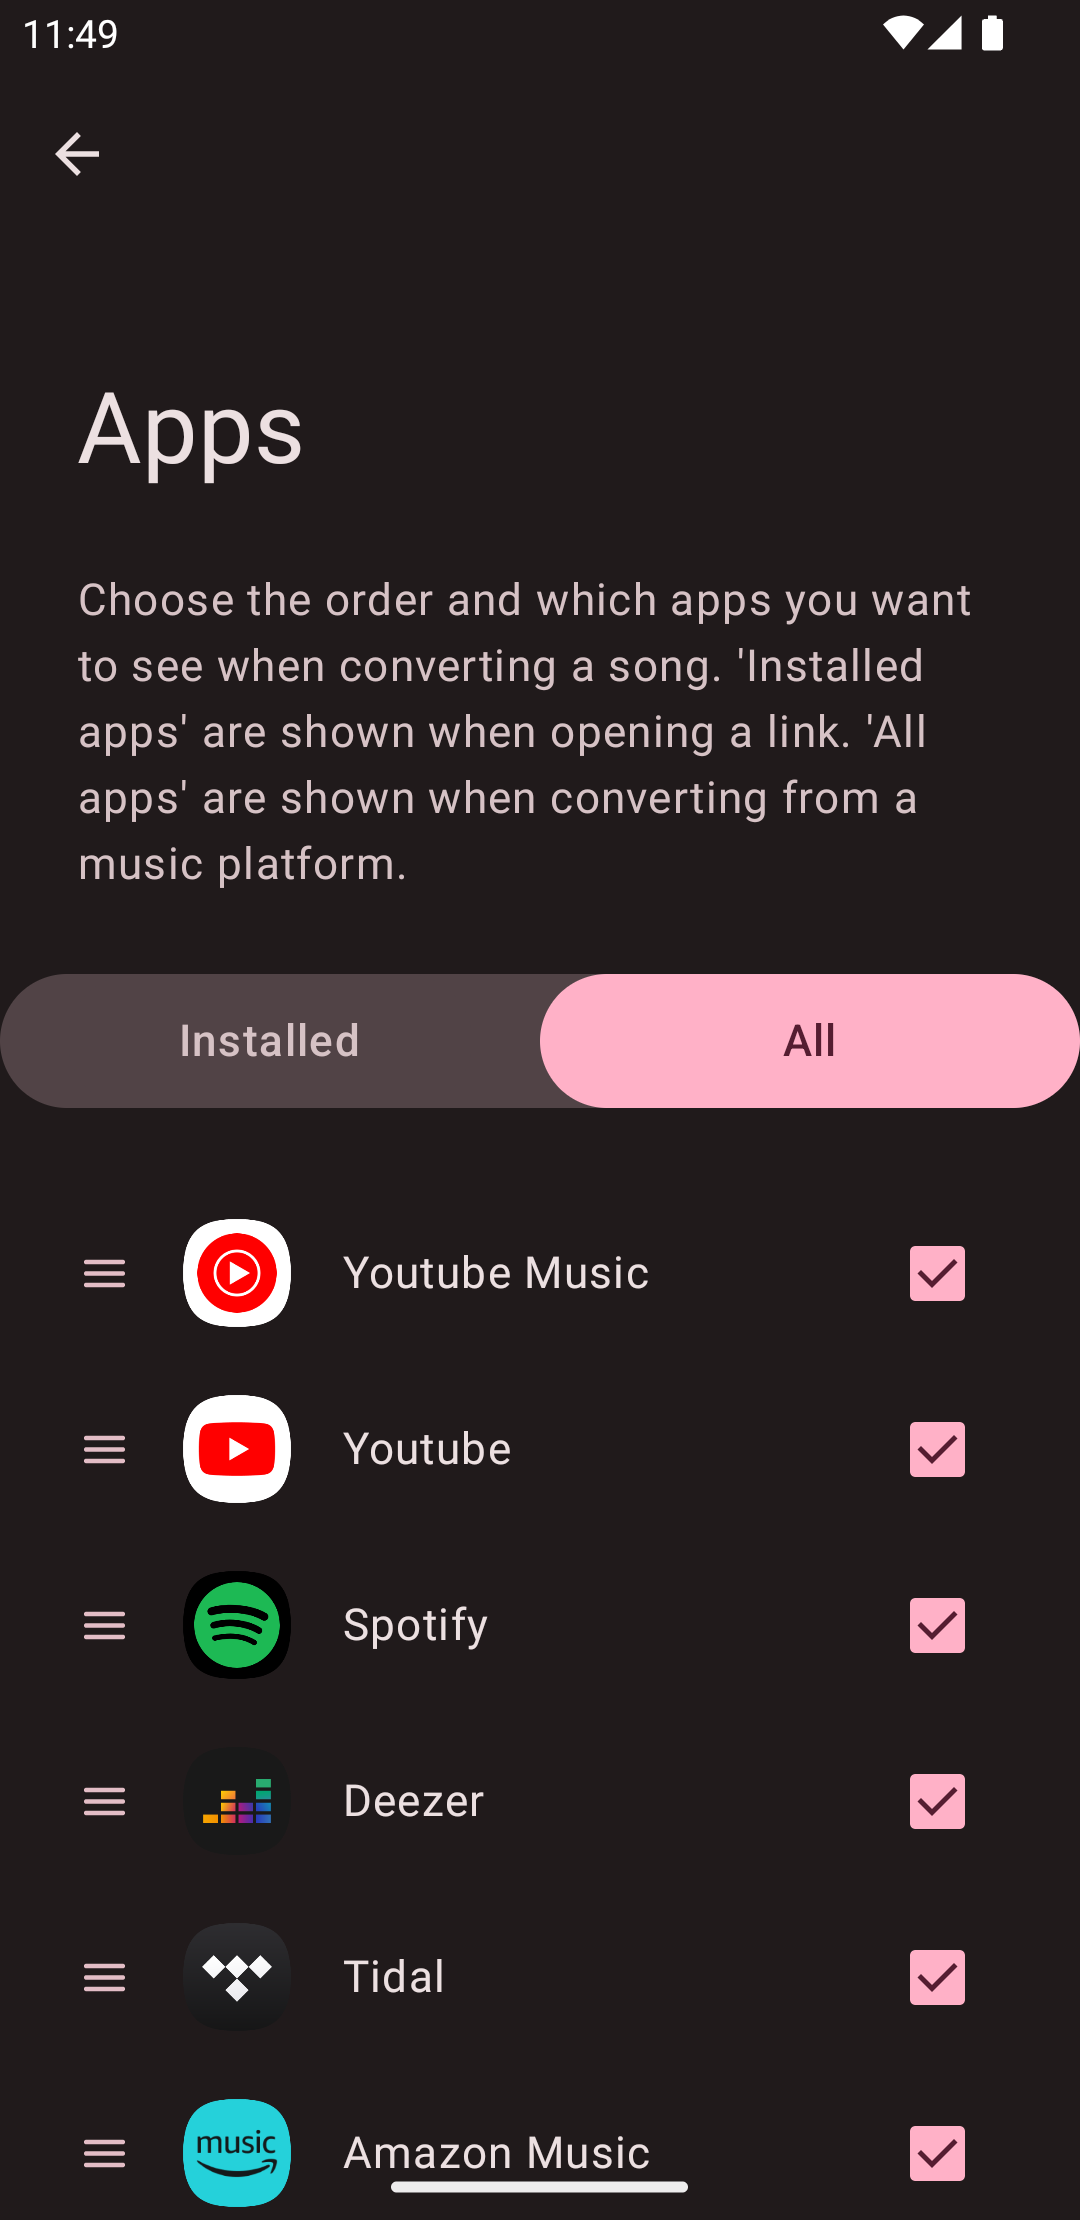 11:49
Apps
Choose the order and which apps you want
to see when converting a song. 'Installed
apps' are shown when opening a link. 'All
apps' are shown when converting from a
music platform.
Installed
All
Youtube Music
Youtube
Spotify
Deezer
Tidal
music
Amazon Music